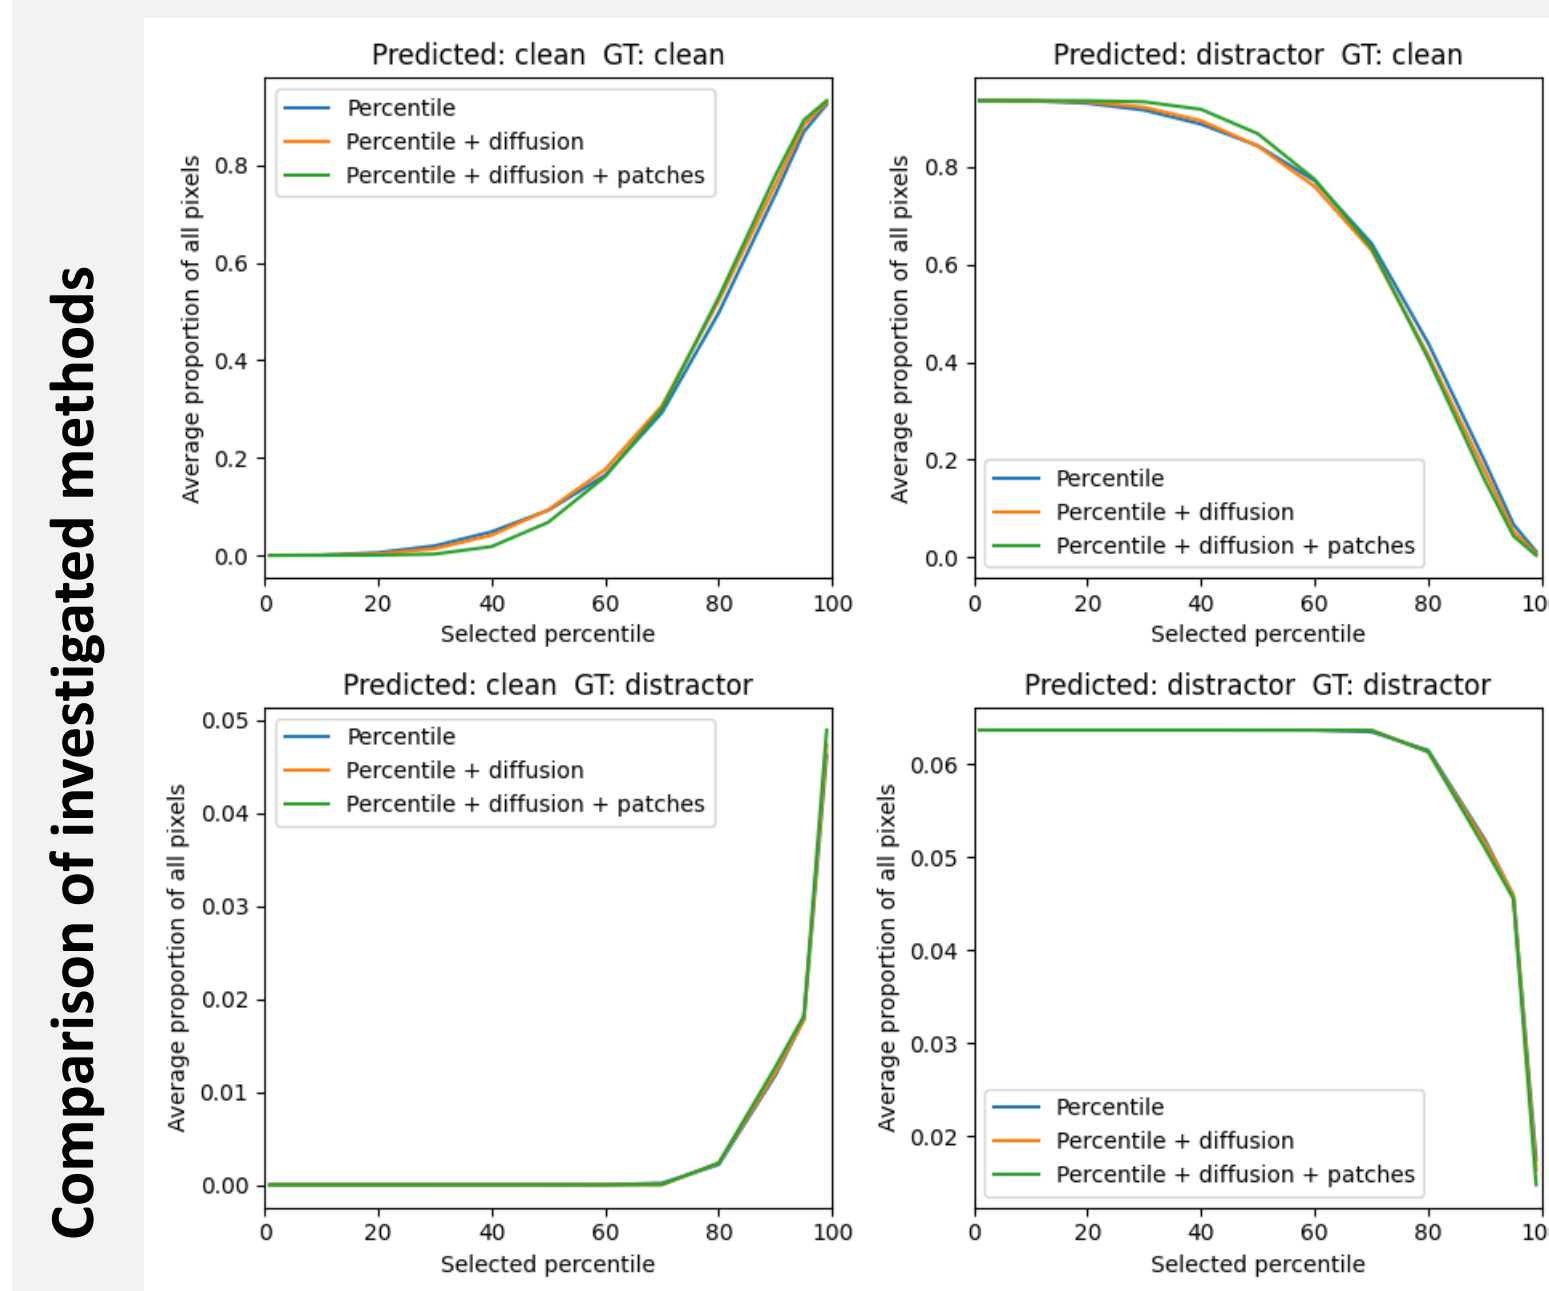 Comparison of investigated methods
Predicted: clean  GT: clean
Average proportion of all pixels
0.8
0.6
0.4
0.2
0.0
Percentile
Percentile + diffusion
Percentile + diffusion + patches
0 20 40 60 80 100
Selected percentile
Predicted: distractor  GT: clean
Average proportion of all pixels
0.8
0.6
0.4
0.2
0.0
Percentile
Percentile + diffusion
Percentile + diffusion + patches
0 20 40 60 80 10
Selected percentile
Predicted: clean  GT: distractor
Average proportion of all pixels
0.05
0.04
0.03
0.02
0.01
0.00
Percentile
Percentile + diffusion
Percentile + diffusion + patches
0 20 40 60 80 100
Selected percentile
Predicted: distractor  GT: distractor
Average proportion of all pixels
0.06
0.05
0.04
0.03
0.02
Percentile
Percentile + diffusion
Percentile + diffusion + patches
0 20 40 60 80 10
Selected percentile